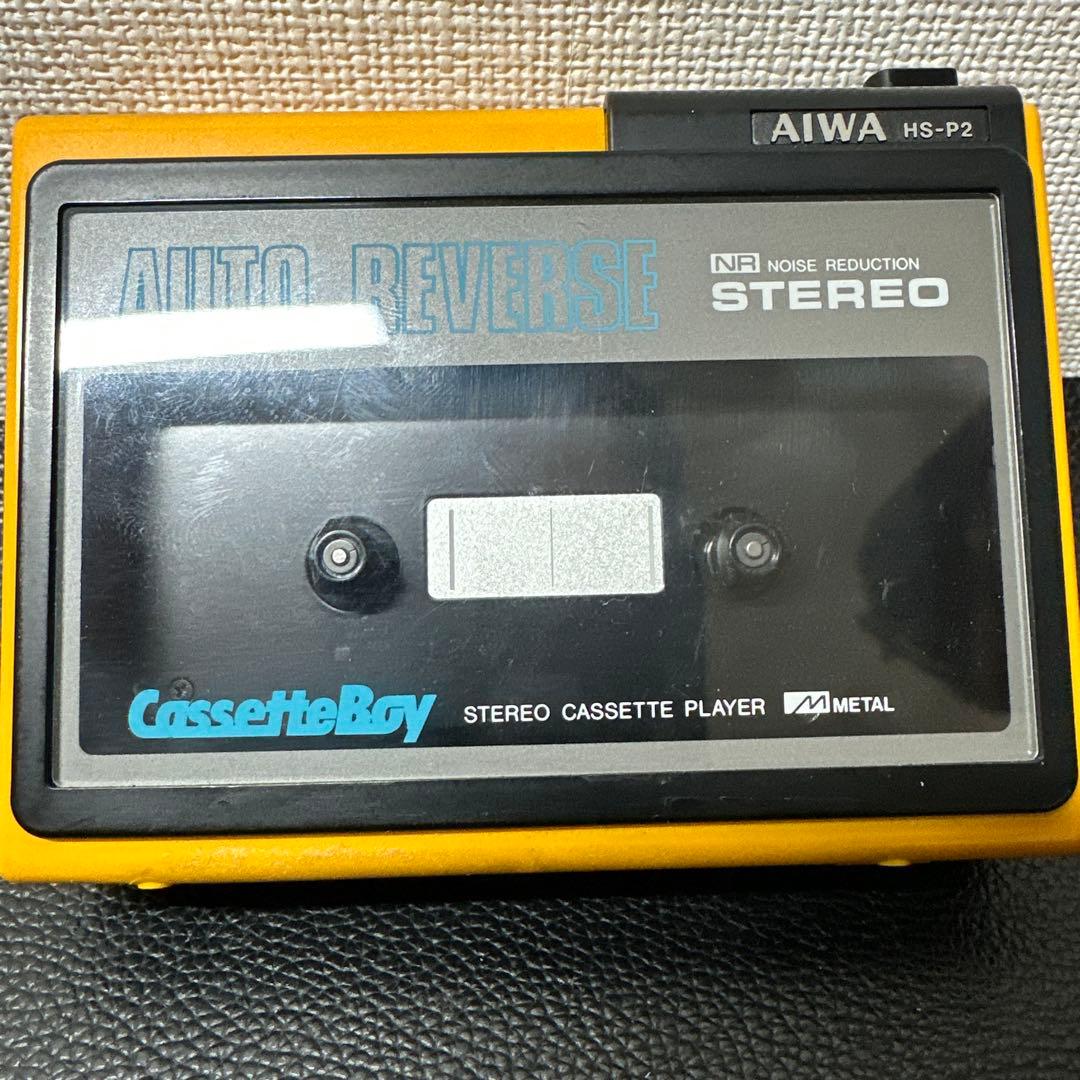 AIWA HS-P2
AUTO REVERSE
NR NOISE REDUCTION
STEREO
CassetteBoy STEREO CASSETTE PLAYER METAL